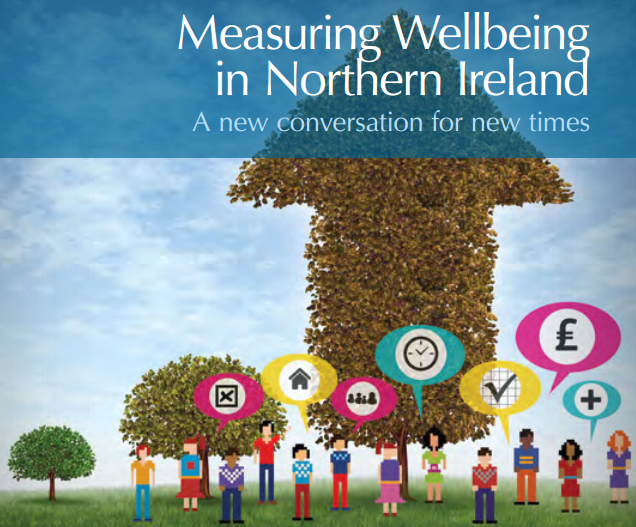 Measuring Wellbeing
in Northern Ireland
A new conversation for new times
£